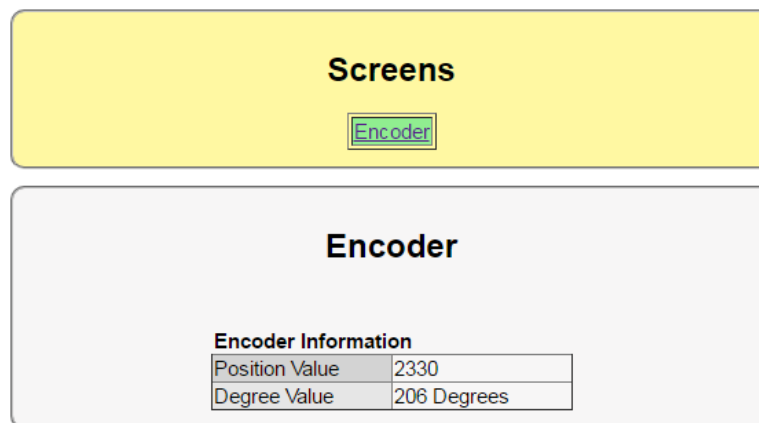 Screens
Encoder
Encoder
Encoder Information
Position Value 2330
Degree Value 206 Degrees